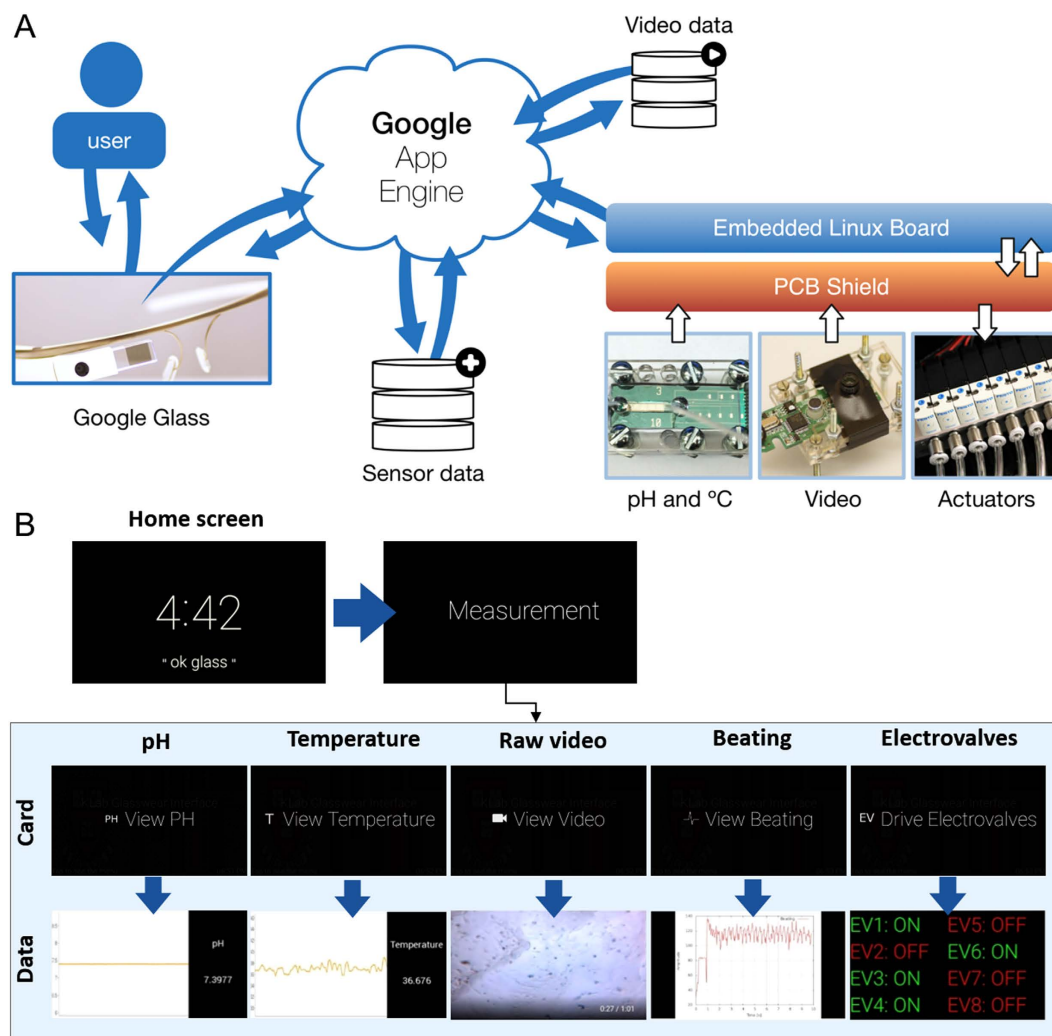 A
Video data
user
Google
App
Engine
Embedded Linux Board
PCB Shield
3
10
Google Glass
Sensor data
pH and ºC
Video
Actuators
B
Home screen
4:42
" ok glass "
Measurement
pH
Temperature
Raw video
Beating
Electrovalves
Card
PH View PH
T View Temperature
View Video
View Beating
EV Drive Electrovalves
Data
pH
7.3977
Temperature
36.676
0:27 / 1:01
Beating
EV1: ON EV5: OFF
EV2: OFF EV6: ON
EV3: ON EV7: OFF
EV4: ON EV8: OFF